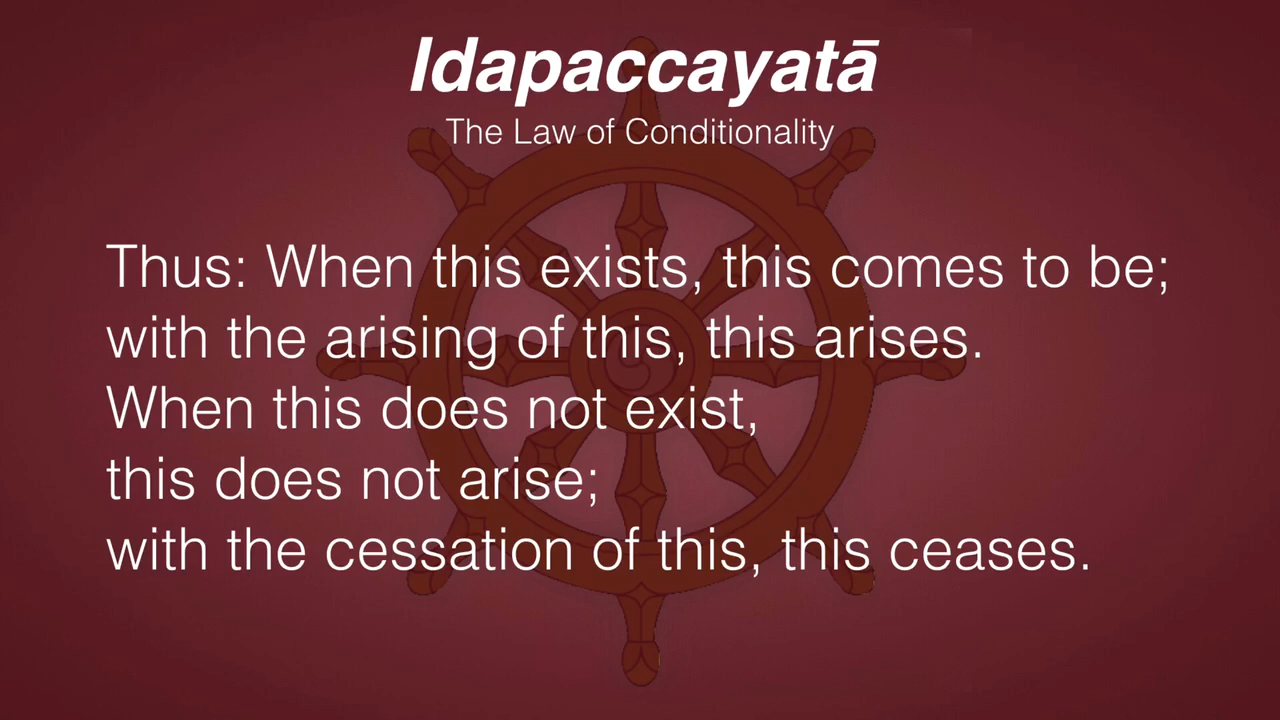 Idapaccayatā
The Law of Conditionality
Thus: When this exists, this comes to be;
with the arising of this, this arises.
When this does not exist,
this does not arise;
with the cessation of this, this ceases.